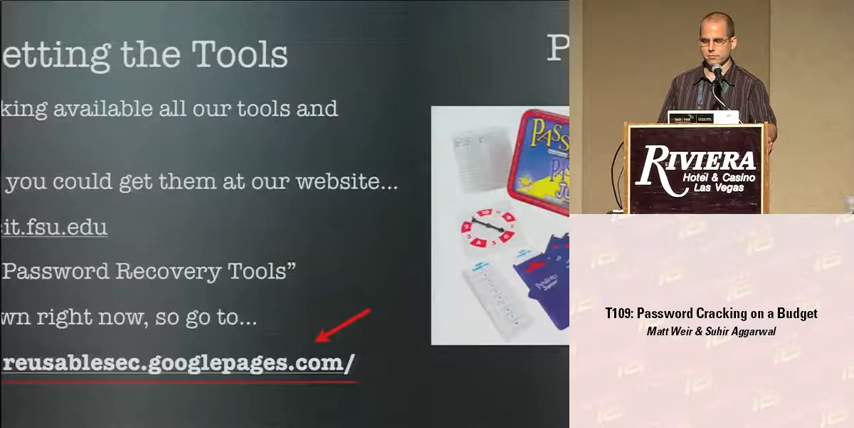 etting the Tools
king available all our tools and
you could get them at our website...
it.fsu.edu
Password Recovery Tools”
wn right now, so go to...
reusablesec.googlepages.com/
P
RIVIERA
Hotel & Casino
Las Vegas
T109: Password Cracking on a Budget
Matt Weir & Suhir Aggarwal